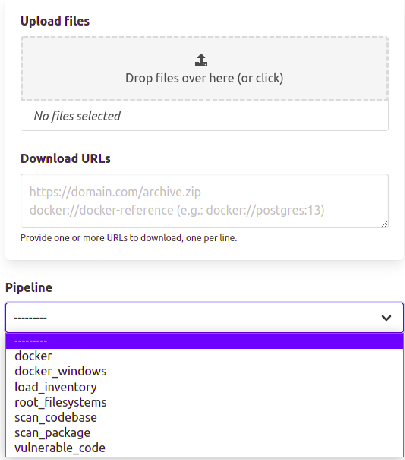 Upload files
Drop files over here (or click)
No files selected
Download URLs
https://domain.com/archive.zip
docker://docker-reference (e.g.: docker://postgres:13)
Provide one or more URLs to download, one per line.
Pipeline
---------
---------
docker
docker_windows
load_inventory
root_filesystems
scan_codebase
scan_package
vulnerable_code